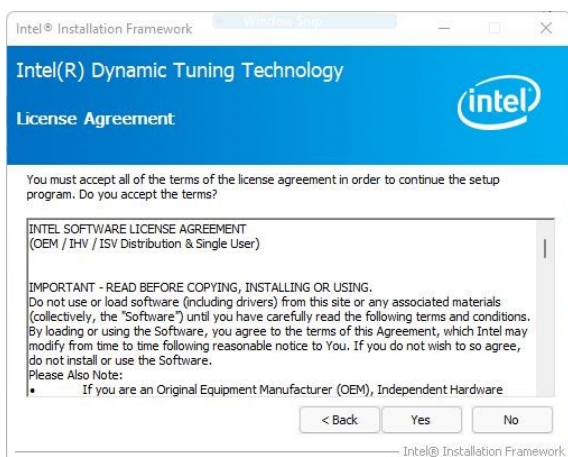 Intel® Installation Framework
Window Snip
Intel(R) Dynamic Tuning Technology
License Agreement
intel
You must accept all of the terms of the license agreement in order to continue the setup
program. Do you accept the terms?
INTEL SOFTWARE LICENSE AGREEMENT
(OEM / IHV / ISV Distribution & Single User)
IMPORTANT - READ BEFORE COPYING, INSTALLING OR USING.
Do not use or load software (including drivers) from this site or any associated materials
(collectively, the "Software") until you have carefully read the following terms and conditions.
By loading or using the Software, you agree to the terms of this Agreement, which Intel may
modify from time to time following reasonable notice to You. If you do not wish to so agree,
do not install or use the Software.
Please Also Note:
• If you are an Original Equipment Manufacturer (OEM), Independent Hardware
< Back Yes No
Intel® Installation Framework